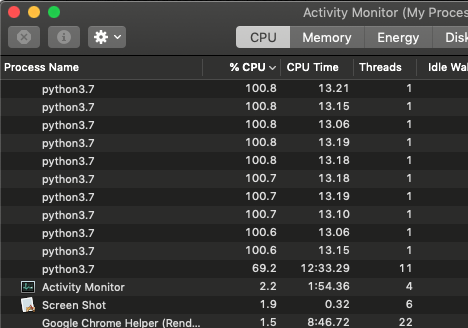 Activity Monitor (My Proce
CPU Memory Energy Disk
Process Name % CPU CPU Time Threads Idle Wa
python3.7 100.8 13.21 1
python3.7 100.8 13.15 1
python3.7 100.8 13.06 1
python3.7 100.8 13.19 1
python3.7 100.8 13.18 1
python3.7 100.7 13.18 1
python3.7 100.7 13.19 1
python3.7 100.7 13.10 1
python3.7 100.6 13.06 1
python3.7 100.6 13.15 1
python3.7 69.2 12:33.29 11
Activity Monitor 2.2 1:54.36 4
Screen Shot 1.9 0.32 6
Google Chrome Helper (Rend... 1.5 8:46.72 22